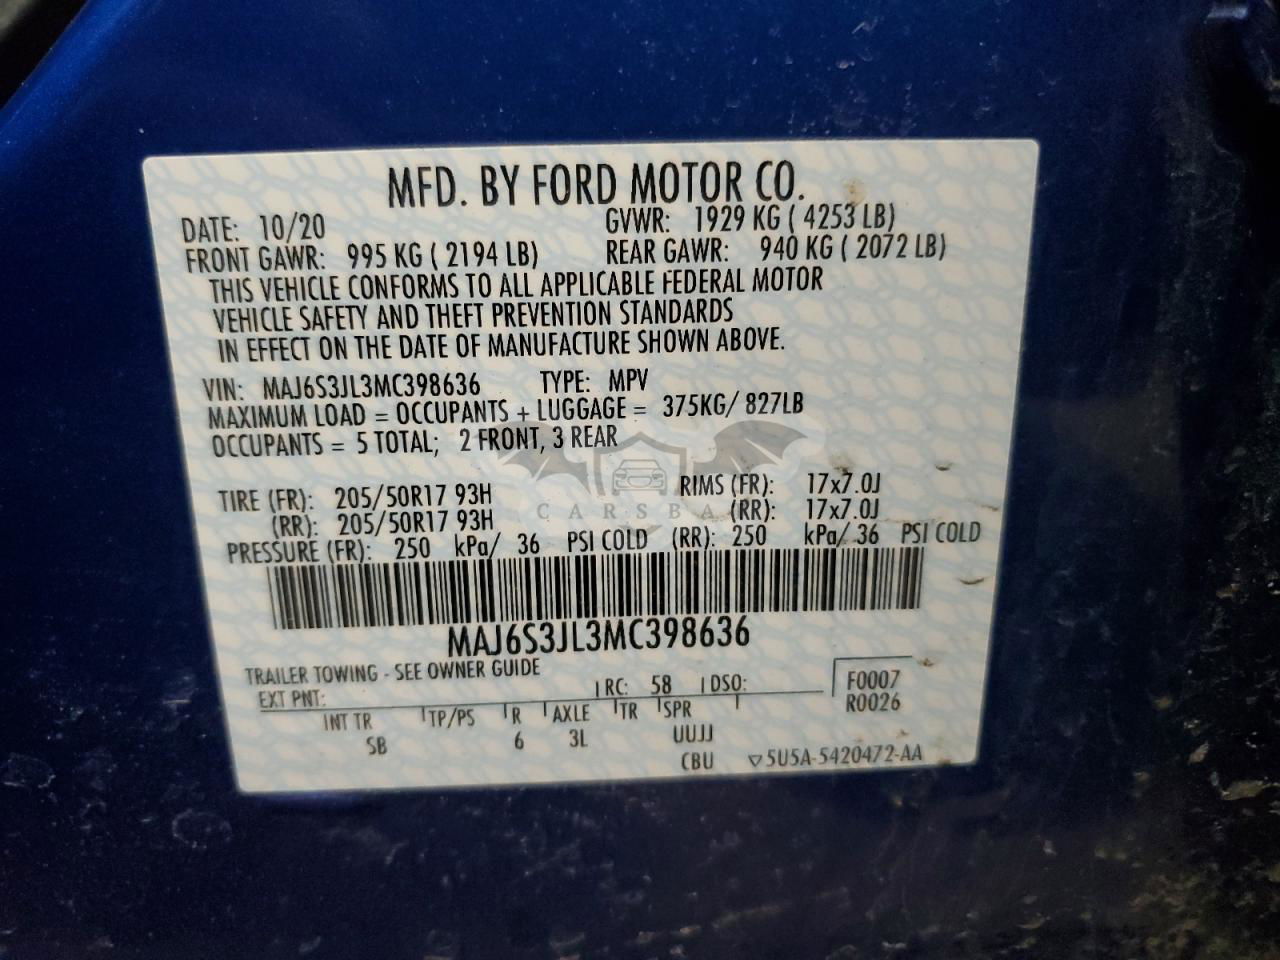 MFD. BY FORD MOTOR CO.
DATE: 10/20 GVWR: 1929 KG ( 4253 LB)
FRONT GAWR: 995 KG ( 2194 LB) REAR GAWR: 940 KG ( 2072 LB)
THIS VEHICLE CONFORMS TO ALL APPLICABLE FEDERAL MOTOR
VEHICLE SAFETY AND THEFT PREVENTION STANDARDS
IN EFFECT ON THE DATE OF MANUFACTURE SHOWN ABOVE.
VIN: MAJ6S3JL3MC398636 TYPE: MPV
MAXIMUM LOAD = OCCUPANTS + LUGGAGE = 375KG/ 827LB
OCCUPANTS = 5 TOTAL; 2 FRONT, 3 REAR
TIRE (FR): 205/50R17 93H RIMS (FR): 17x7.0J
(RR): 205/50R17 93H (RR): 17x7.0J
PRESSURE (FR): 250 kPa/ 36 PSI COLD (RR): 250 kPa/ 36 PSI COLD
MAJ6S3JL3MC398636
TRAILER TOWING - SEE OWNER GUIDE
EXT PNT: RC: 58 DSO: F0007
R0026
INT TR TP/PS R AXLE TR SPR
SB 6 3L UUJJ
CBU ▽5U5A-5420472-AA